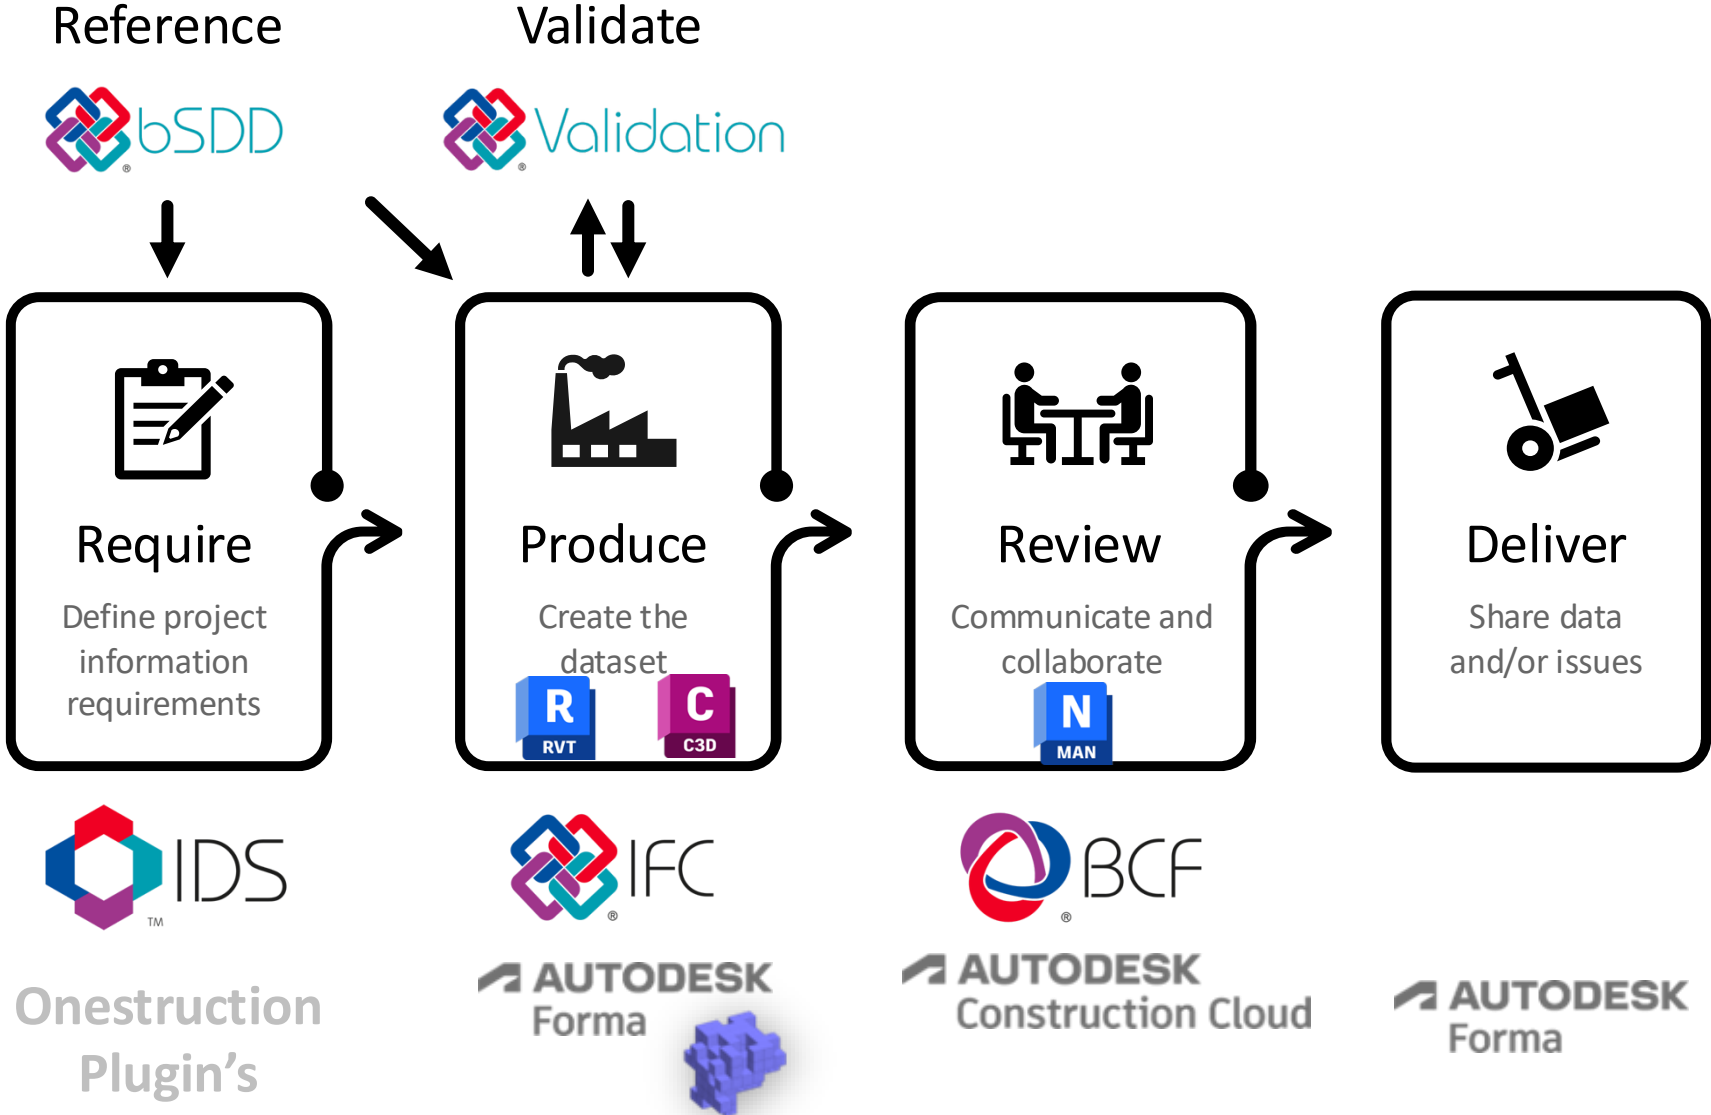 Reference
Validate
bSDD
®
Validation
®
Require
Define project
information
requirements
Produce
Create the
dataset
R
RVT
C
C3D
Review
Communicate and
collaborate
N
MAN
Deliver
Share data
and/or issues
IDS
TM
IFC
®
BCF
®
Onestruction
Plugin’s
AUTODESK
Forma
AUTODESK
Construction Cloud
AUTODESK
Forma